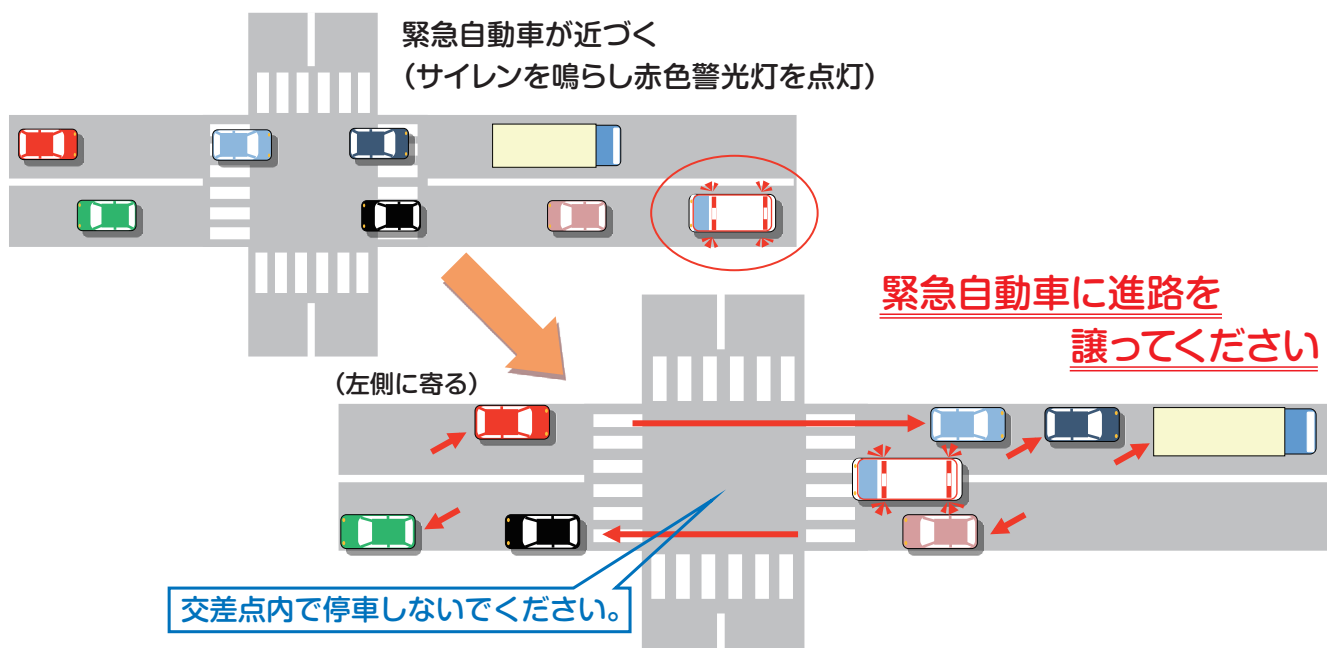 緊急自動車が近づく
（サイレンを鳴らし赤色警光灯を点灯）
緊急自動車に進路を
譲ってください
（左側に寄る）
交差点内で停車しないでください。